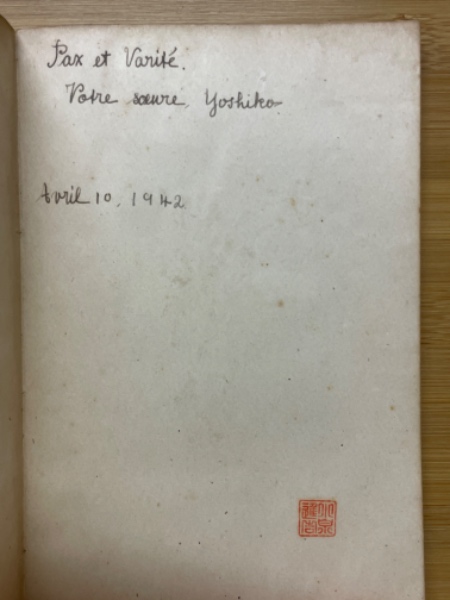 Pax et Varité.
Votre sœure, Yoshiko
Avril 10, 1942